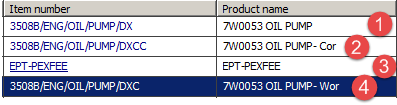 Item number Product name
3508B/ENG/OIL/PUMP/DX 7W0053 OIL PUMP 1
3508B/ENG/OIL/PUMP/DXCC 7W0053 OIL PUMP- Cor 2
EPT-PEXFEE EPT-PEXFEE 3
3508B/ENG/OIL/PUMP/DXC 7W0053 OIL PUMP- Wor 4